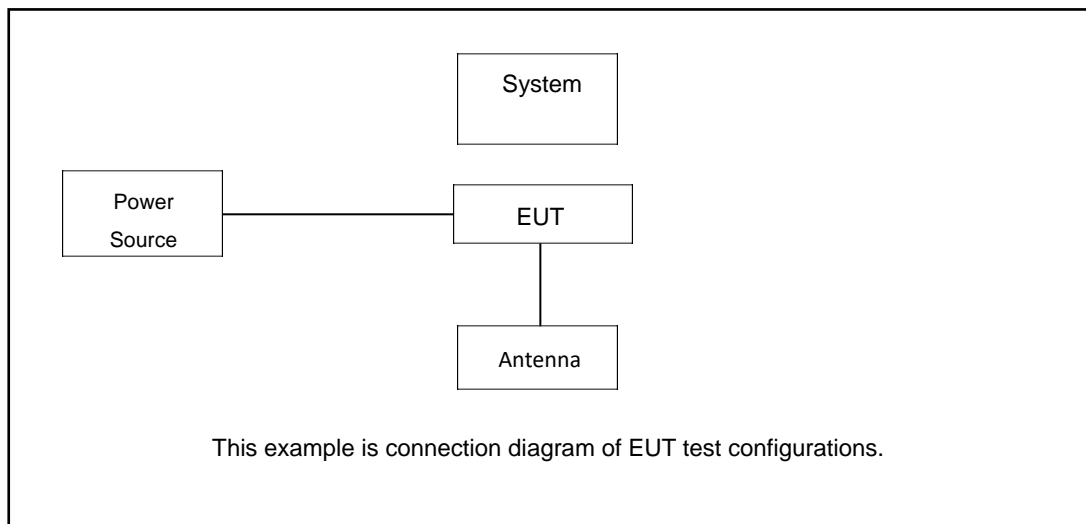 System
Power
Source
EUT
Antenna
This example is connection diagram of EUT test configurations.